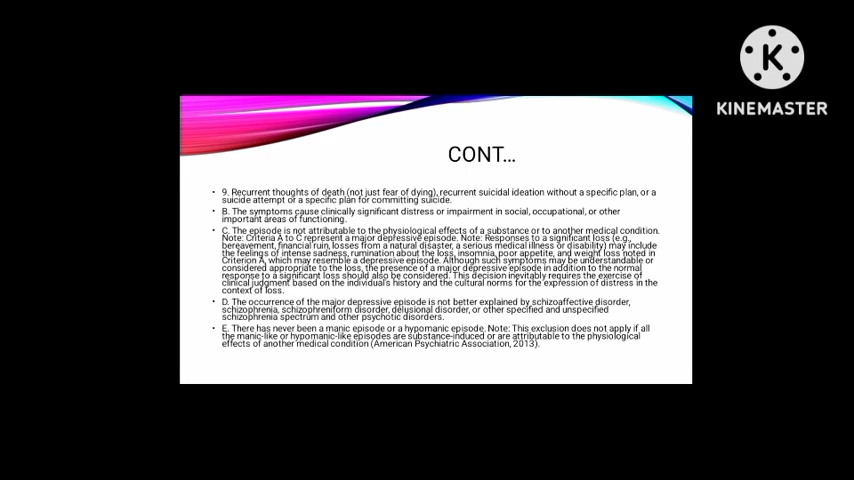 KINEMASTER
CONT...
• 9. Recurrent thoughts of death (not just fear of dying), recurrent suicidal ideation without a specific plan, or a
suicide attempt or a specific plan for committing suicide.
• B. The symptoms cause clinically significant distress or impairment in social, occupational, or other
important areas of functioning.
• C. The episode is not attributable to the physiological effects of a substance or to another medical condition.
Note: Criteria A to C represent a major depressive episode. Note: Responses to a significant loss (e.g.,
bereavement, financial ruin, losses from a natural disaster, a serious medical illness or disability) may include
the feelings of intense sadness, rumination about the loss, insomnia, poor appetite, and weight loss noted in
Criterion A, which may resemble a depressive episode. Although such symptoms may be understandable or
considered appropriate to the loss, the presence of a major depressive episode in addition to the normal
response to a significant loss should also be considered. This decision inevitably requires the exercise of
clinical judgment based on the individual's history and the cultural norms for the expression of distress in the
context of loss.
• D. The occurrence of the major depressive episode is not better explained by schizoaffective disorder,
schizophrenia, schizophreniform disorder, delusional disorder, or other specified and unspecified
schizophrenia spectrum and other psychotic disorders.
• E. There has never been a manic episode or a hypomanic episode. Note: This exclusion does not apply if all
the manic-like or hypomanic-like episodes are substance-induced or are attributable to the physiological
effects of another medical condition (American Psychiatric Association, 2013).